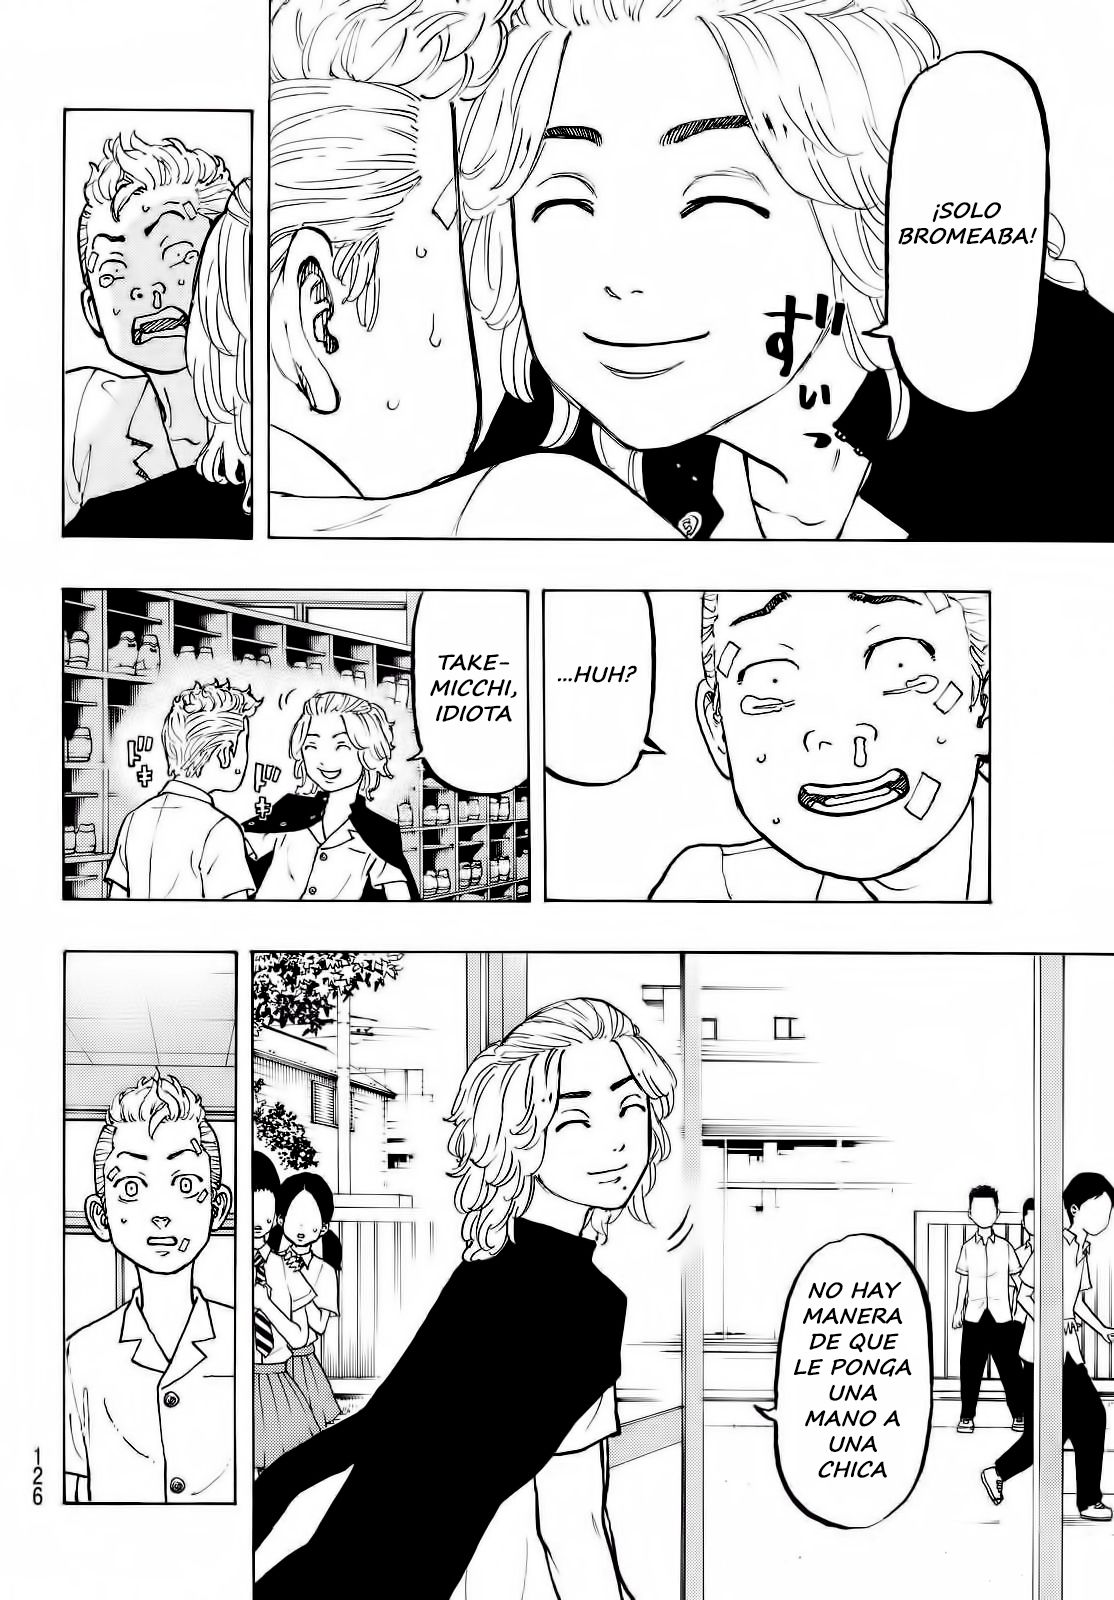 ¡SOLO
BROMEABA!
ずいっ
...HUH?
TAKE-
MICCHI,
IDIOTA
ドキ
ドキ
NO HAY
MANERA
DE QUE
LE PONGA
UNA
MANO A
UNA
CHICA
126